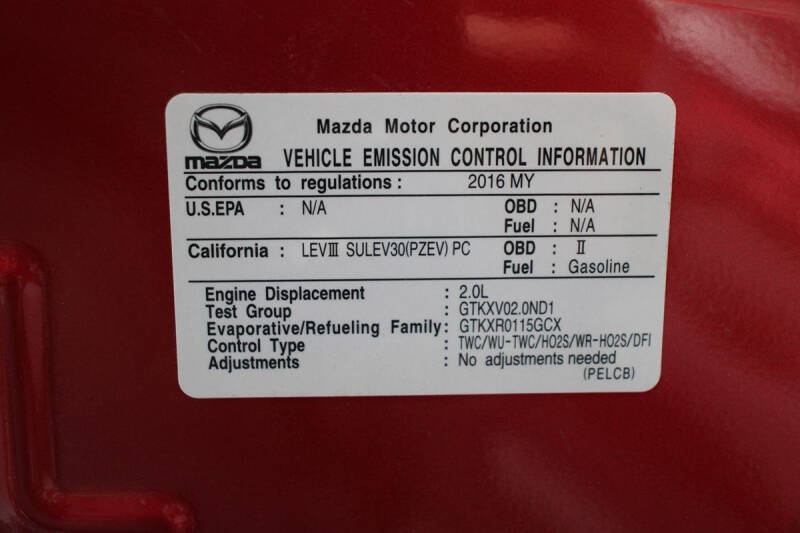 mazda
Mazda Motor Corporation
VEHICLE EMISSION CONTROL INFORMATION
Conforms to regulations : 2016 MY
U.S.EPA : N/A OBD : N/A
Fuel : N/A
California : LEVⅢ SULEV30(PZEV) PC OBD : Ⅱ
Fuel : Gasoline
Engine Displacement : 2.0L
Test Group : GTKXV02.0ND1
Evaporative/Refueling Family : GTKXR0115GCX
Control Type : TWC/WU-TWC/HO2S/WR-HO2S/DFI
Adjustments : No adjustments needed
(PELCB)